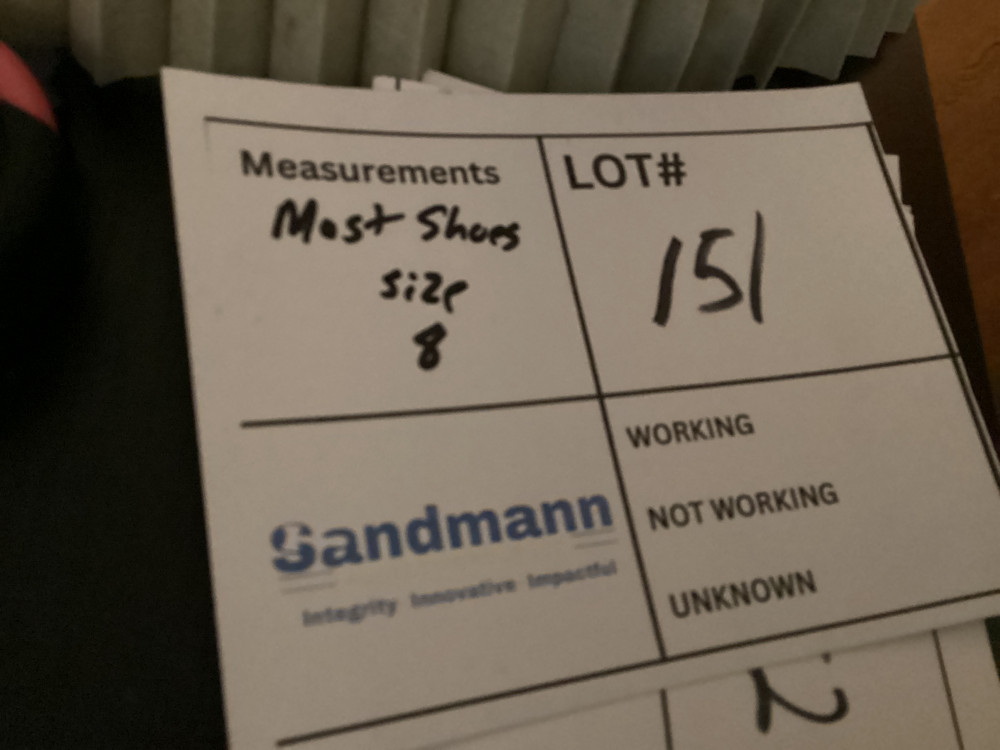 Measurements
Most Shoes
size
8
LOT#
151
Sandmann
Integrity Innovative Impactful
WORKING
NOT WORKING
UNKNOWN